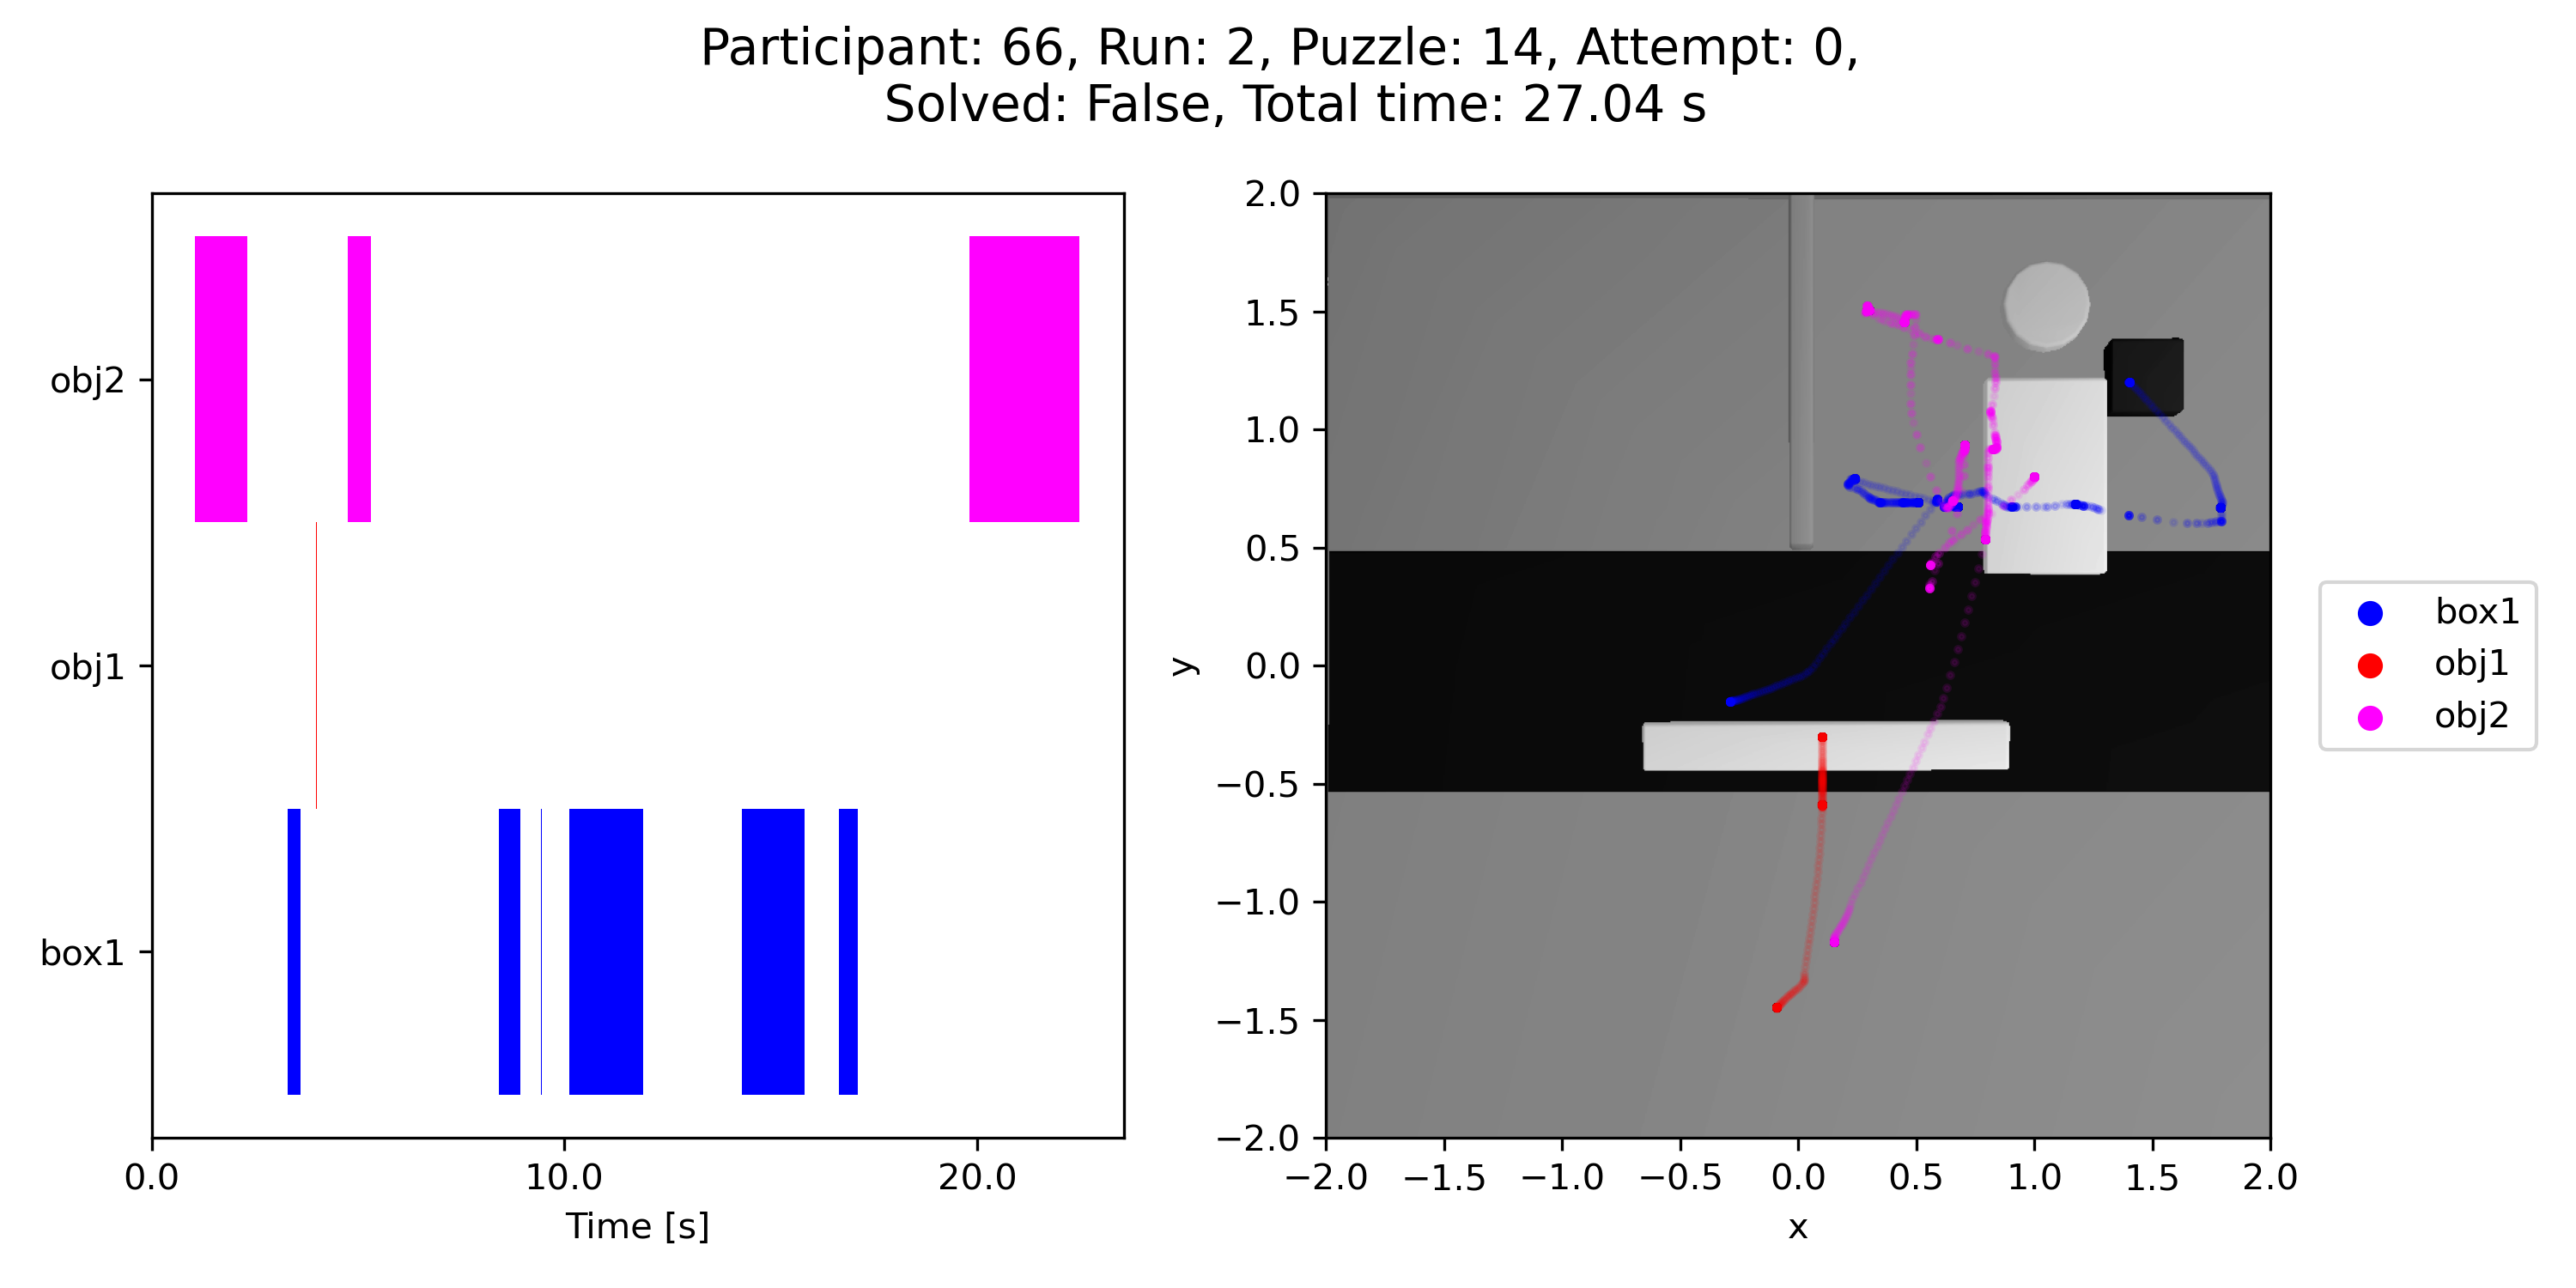 Participant: 66, Run: 2, Puzzle: 14, Attempt: 0,
Solved: False, Total time: 27.04 s
obj2
obj1
box1
0.0 10.0 20.0
Time [s]
2.0
1.5
1.0
0.5
0.0
−0.5
−1.0
−1.5
−2.0
y
−2.0 −1.5 −1.0 −0.5 0.0 0.5 1.0 1.5 2.0
x
box1
obj1
obj2